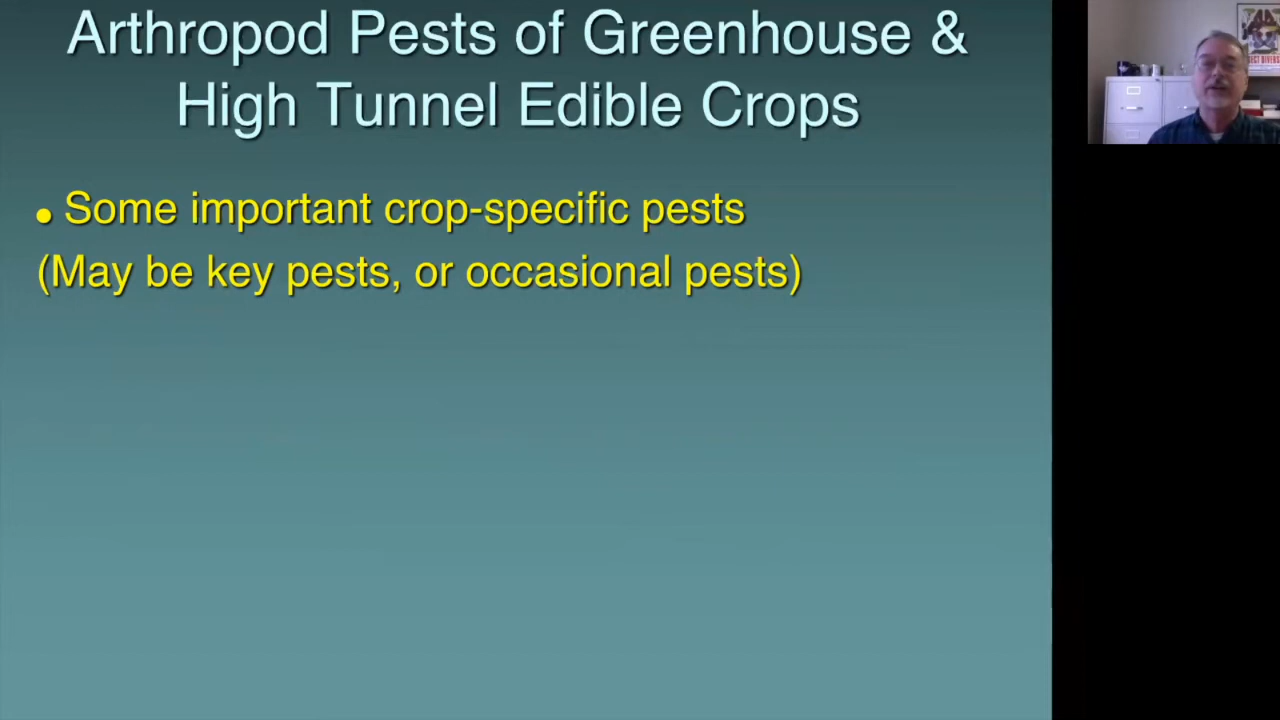 Arthropod Pests of Greenhouse &
High Tunnel Edible Crops
• Some important crop-specific pests
(May be key pests, or occasional pests)